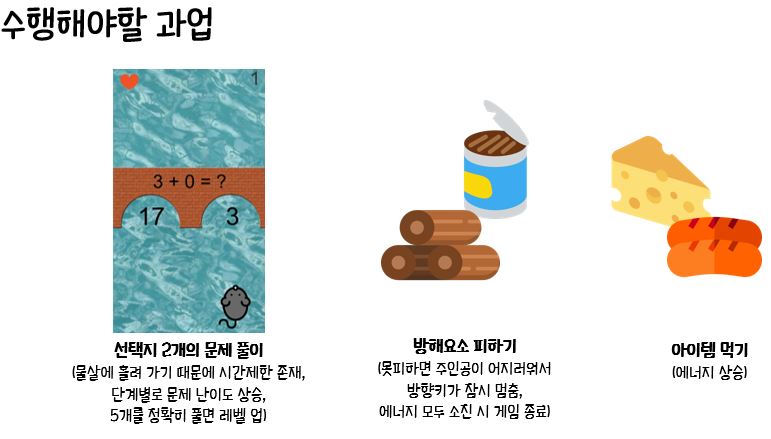 수행해야할 과업
1
3 + 0 = ?
17 3
선택지 2개의 문제 풀이
(물살에 흘려 가기 때문에 시간제한 존재,
단계별로 문제 난이도 상승,
5개를 정확히 풀면 레벨 업)
방해요소 피하기
(못피하면 주인공이 어지러워서
방향키가 잠시 멈춤,
에너지 모두 소진 시 게임 종료)
아이템 먹기
(에너지 상승)